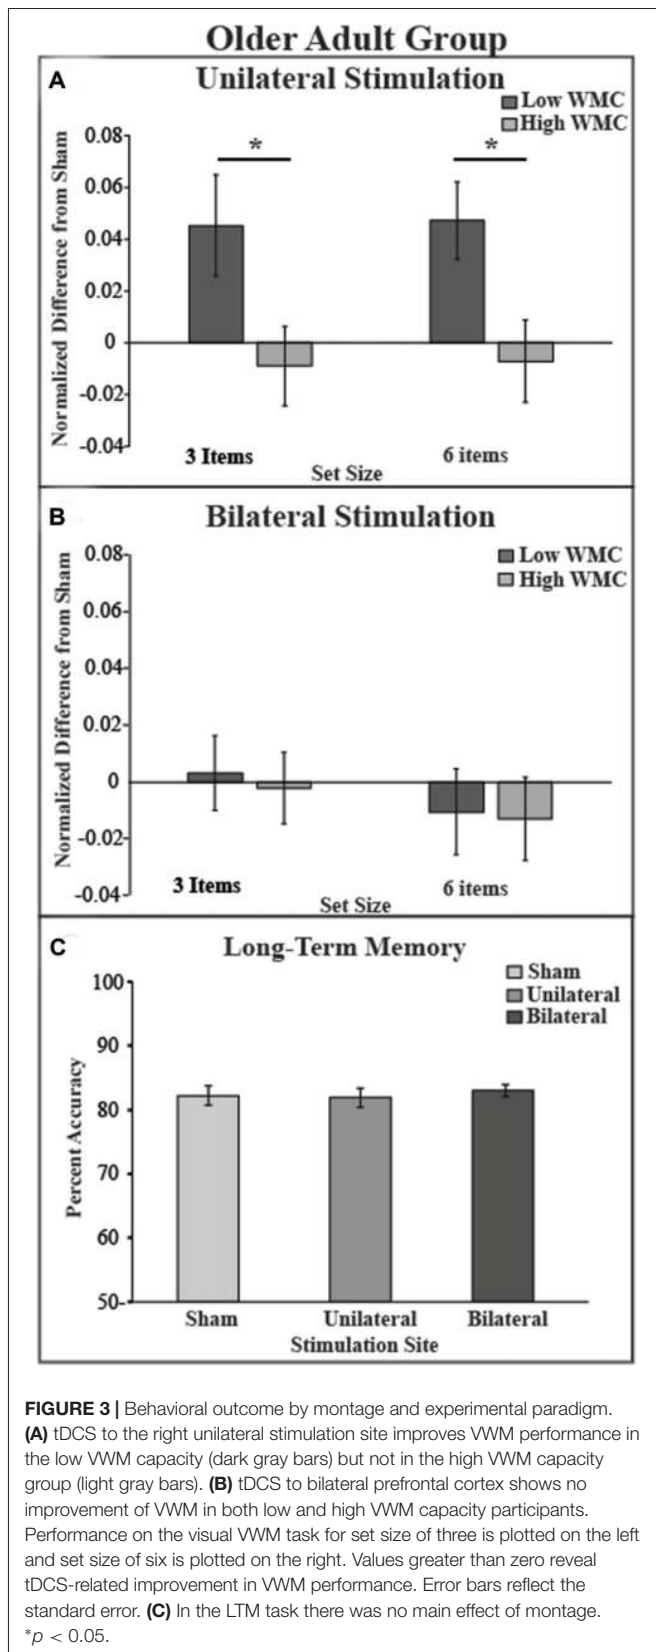 Older Adult Group
A
Unilateral Stimulation
Low WMC
High WMC
Normalized Difference from Sham
0.08
0.06
0.04
0.02
0
-0.02
-0.04
*
*
3 Items
6 items
Set Size
B
Bilateral Stimulation
Low WMC
High WMC
Normalized Difference from Sham
0.08
0.06
0.04
0.02
0
-0.02
-0.04
3 Items
6 items
Set Size
C
Long-Term Memory
Sham
Unilateral
Bilateral
Percent Accuracy
100
90
80
70
60
50
Sham
Unilateral
Bilateral
Stimulation Site
FIGURE 3 | Behavioral outcome by montage and experimental paradigm.
(A) tDCS to the right unilateral stimulation site improves VWM performance in
the low VWM capacity (dark gray bars) but not in the high VWM capacity
group (light gray bars). (B) tDCS to bilateral prefrontal cortex shows no
improvement of VWM in both low and high VWM capacity participants.
Performance on the visual VWM task for set size of three is plotted on the left
and set size of six is plotted on the right. Values greater than zero reveal
tDCS-related improvement in VWM performance. Error bars reflect the
standard error. (C) In the LTM task there was no main effect of montage.
*p < 0.05.